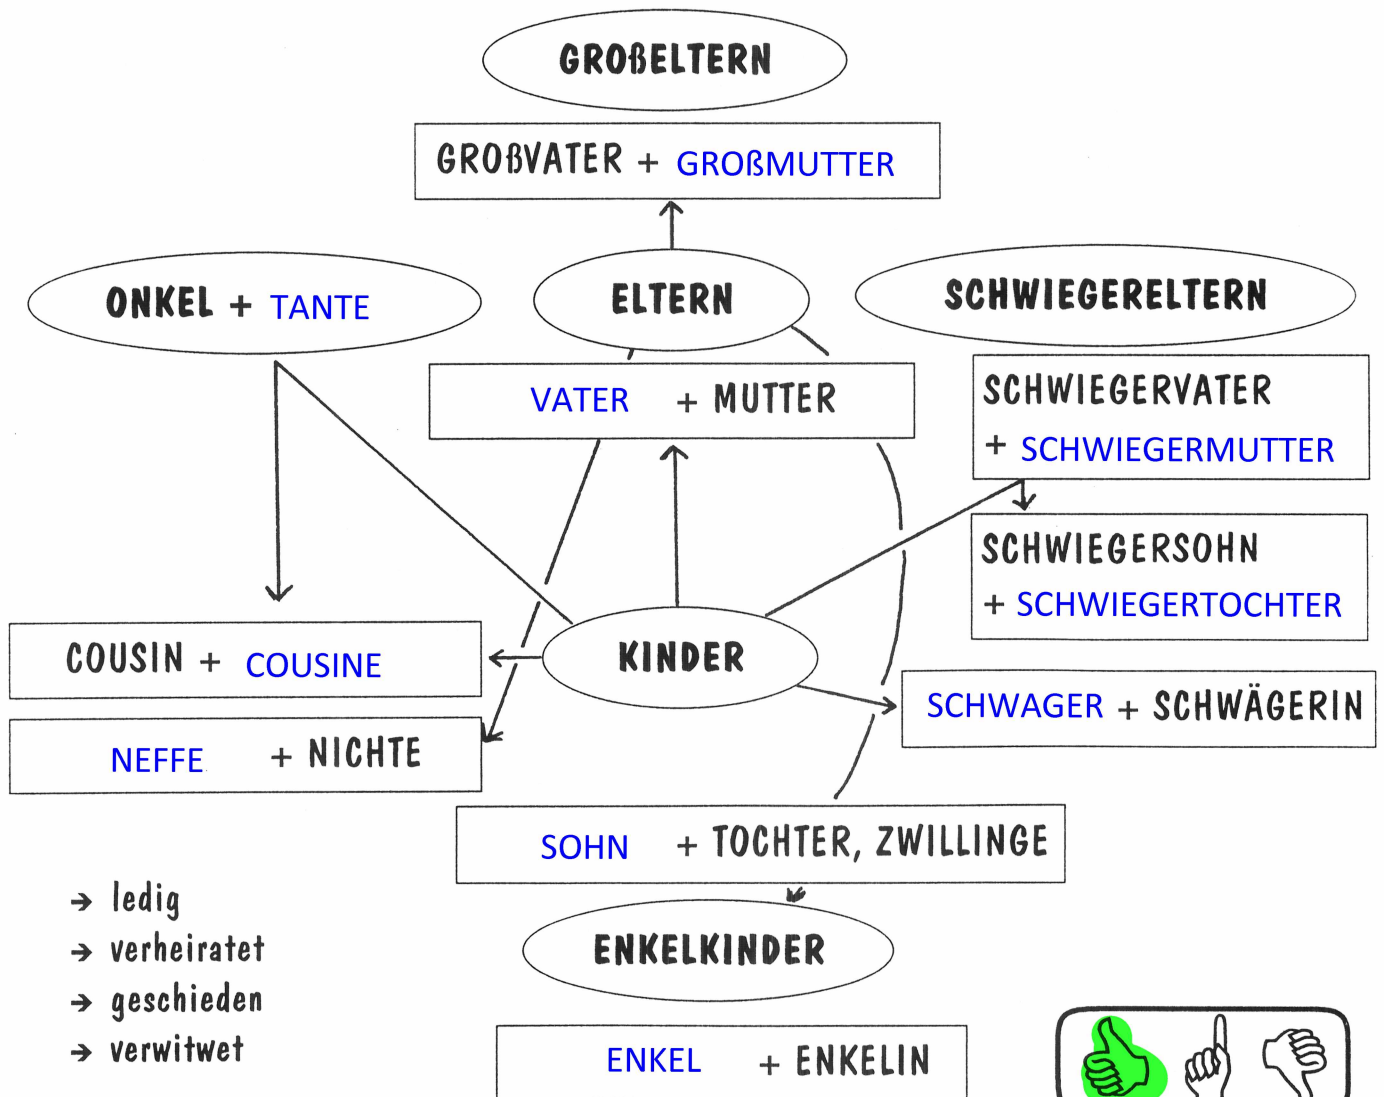 GROßELTERN
GROßVATER + GROßMUTTER
ONKEL + TANTE
ELTERN
SCHWIEGERELTERN
VATER + MUTTER
SCHWIEGERVATER
+ SCHWIEGERMUTTER
SCHWIEGERSOHN
+ SCHWIEGERTOCHTER
COUSIN + COUSINE
KINDER
NEFFE + NICHTE
SCHWAGER + SCHWÄGERIN
SOHN + TOCHTER, ZWILLINGE
→ ledig
→ verheiratet
→ geschieden
→ verwitwet
ENKELKINDER
ENKEL + ENKELIN